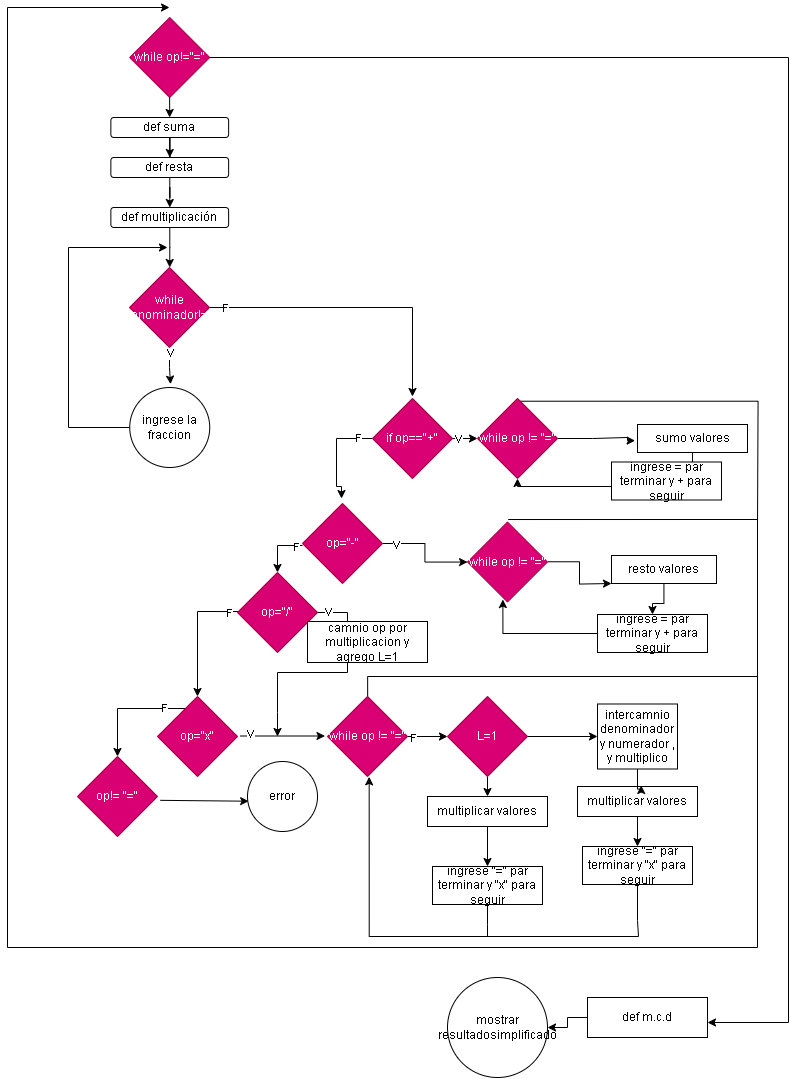 while op!="="
def suma
def resta
def multiplicación
while
enominador!=
F
V
ingrese la
fraccion
if op=="+"
F
V
while op != "="
sumo valores
ingrese = par
terminar y + para
seguir
op="-"
F
V
while op != "="
resto valores
ingrese = par
terminar y + para
seguir
op="/"
F
V
camnio op por
multiplicacion y
agrego L=1
op="x"
F
V
while op != "="
F
L=1
intercamnio
denominador
y numerador ,
y multiplico
op!= "="
error
multiplicar valores
multiplicar valores
ingrese "=" par
terminar y "x" para
seguir
ingrese "=" par
terminar y "x" para
seguir
mostrar
resultadosimplificado
def m.c.d